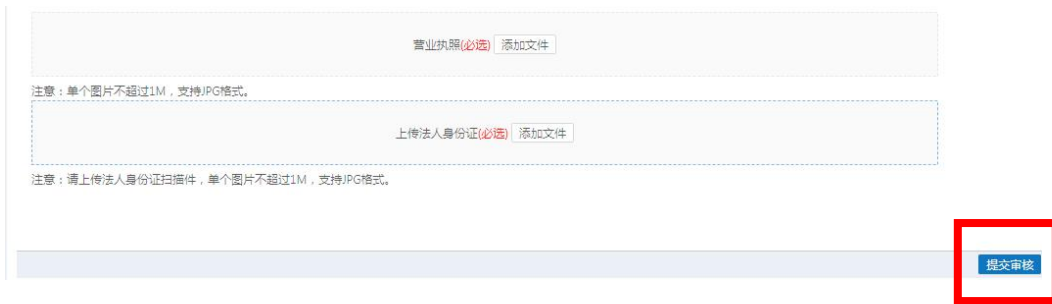 营业执照(必选) 添加文件
注意：单个图片不超过1M，支持JPG格式。
上传法人身份证(必选) 添加文件
注意：请上传法人身份证扫描件，单个图片不超过1M，支持JPG格式。
提交审核